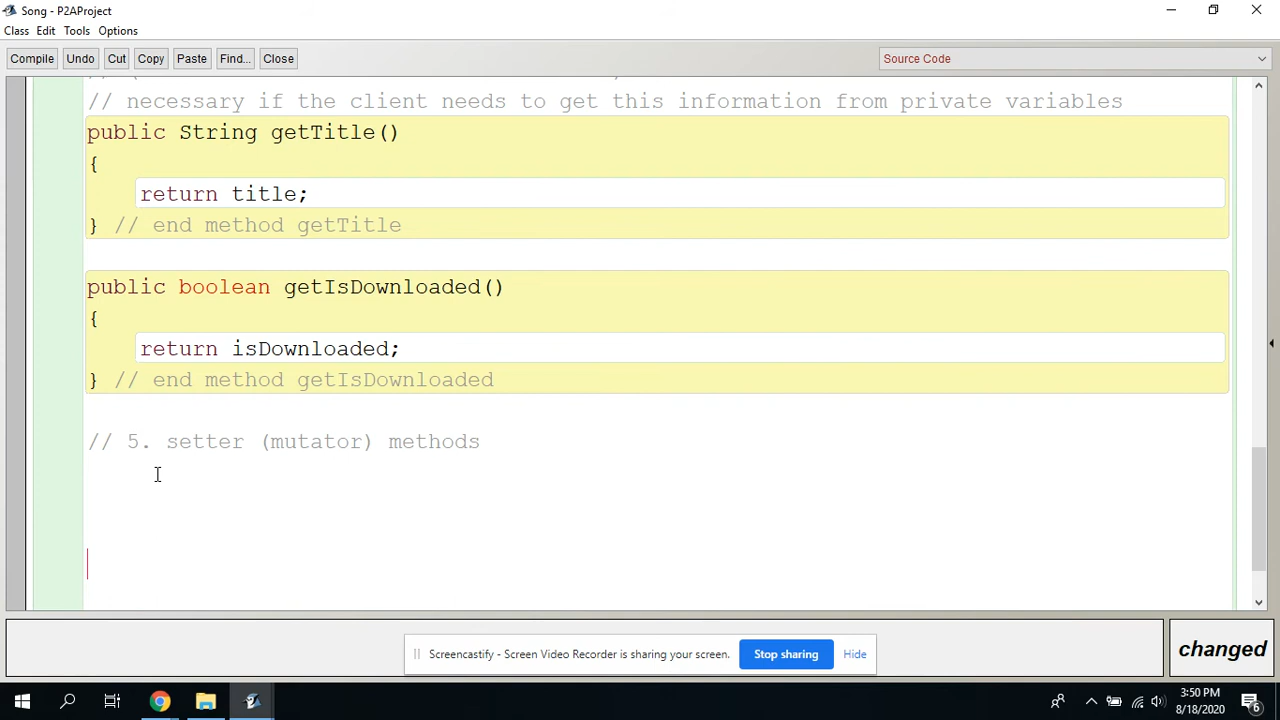 Song - P2AProject
Class Edit Tools Options
Compile Undo Cut Copy Paste Find... Close Source Code
// necessary if the client needs to get this information from private variables
public String getTitle()
{
return title;
} // end method getTitle
public boolean getIsDownloaded()
{
return isDownloaded;
} // end method getIsDownloaded
// 5. setter (mutator) methods
Screencastify - Screen Video Recorder is sharing your screen. Stop sharing Hide
changed
3:50 PM
8/18/2020
6